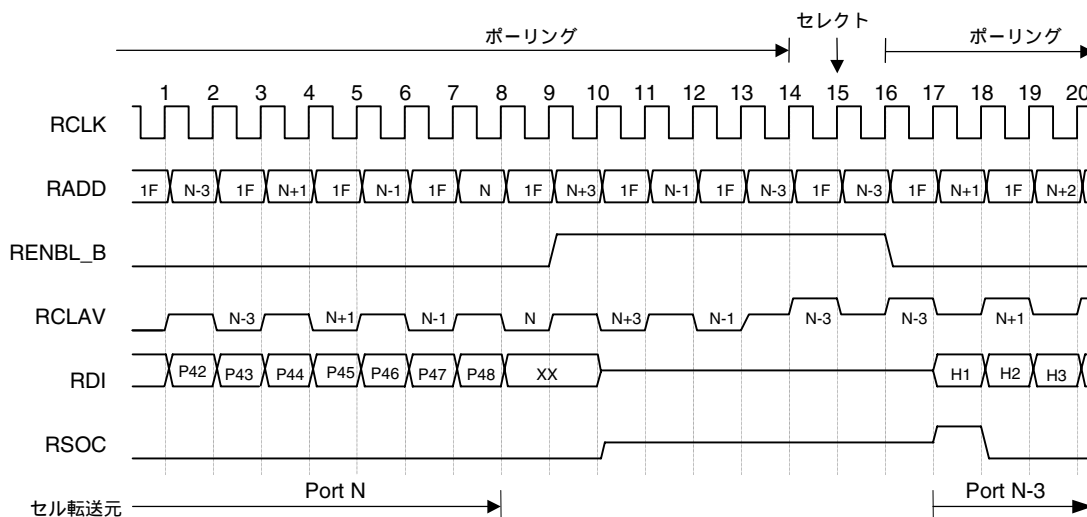 セレクト
ポーリング ポーリング
1 2 3 4 5 6 7 8 9 10 11 12 13 14 15 16 17 18 19 20
RCLK
RADD 1F N-3 1F N+1 1F N-1 1F N 1F N+3 1F N-1 1F N-3 1F N-3 1F N+1 1F N+2
RENBL_B
RCLAV N-3 N+1 N-1 N N+3 N-1 N-3 N-3 N+1
RDI P42 P43 P44 P45 P46 P47 P48 XX H1 H2 H3
RSOC
セル転送元 Port N Port N-3